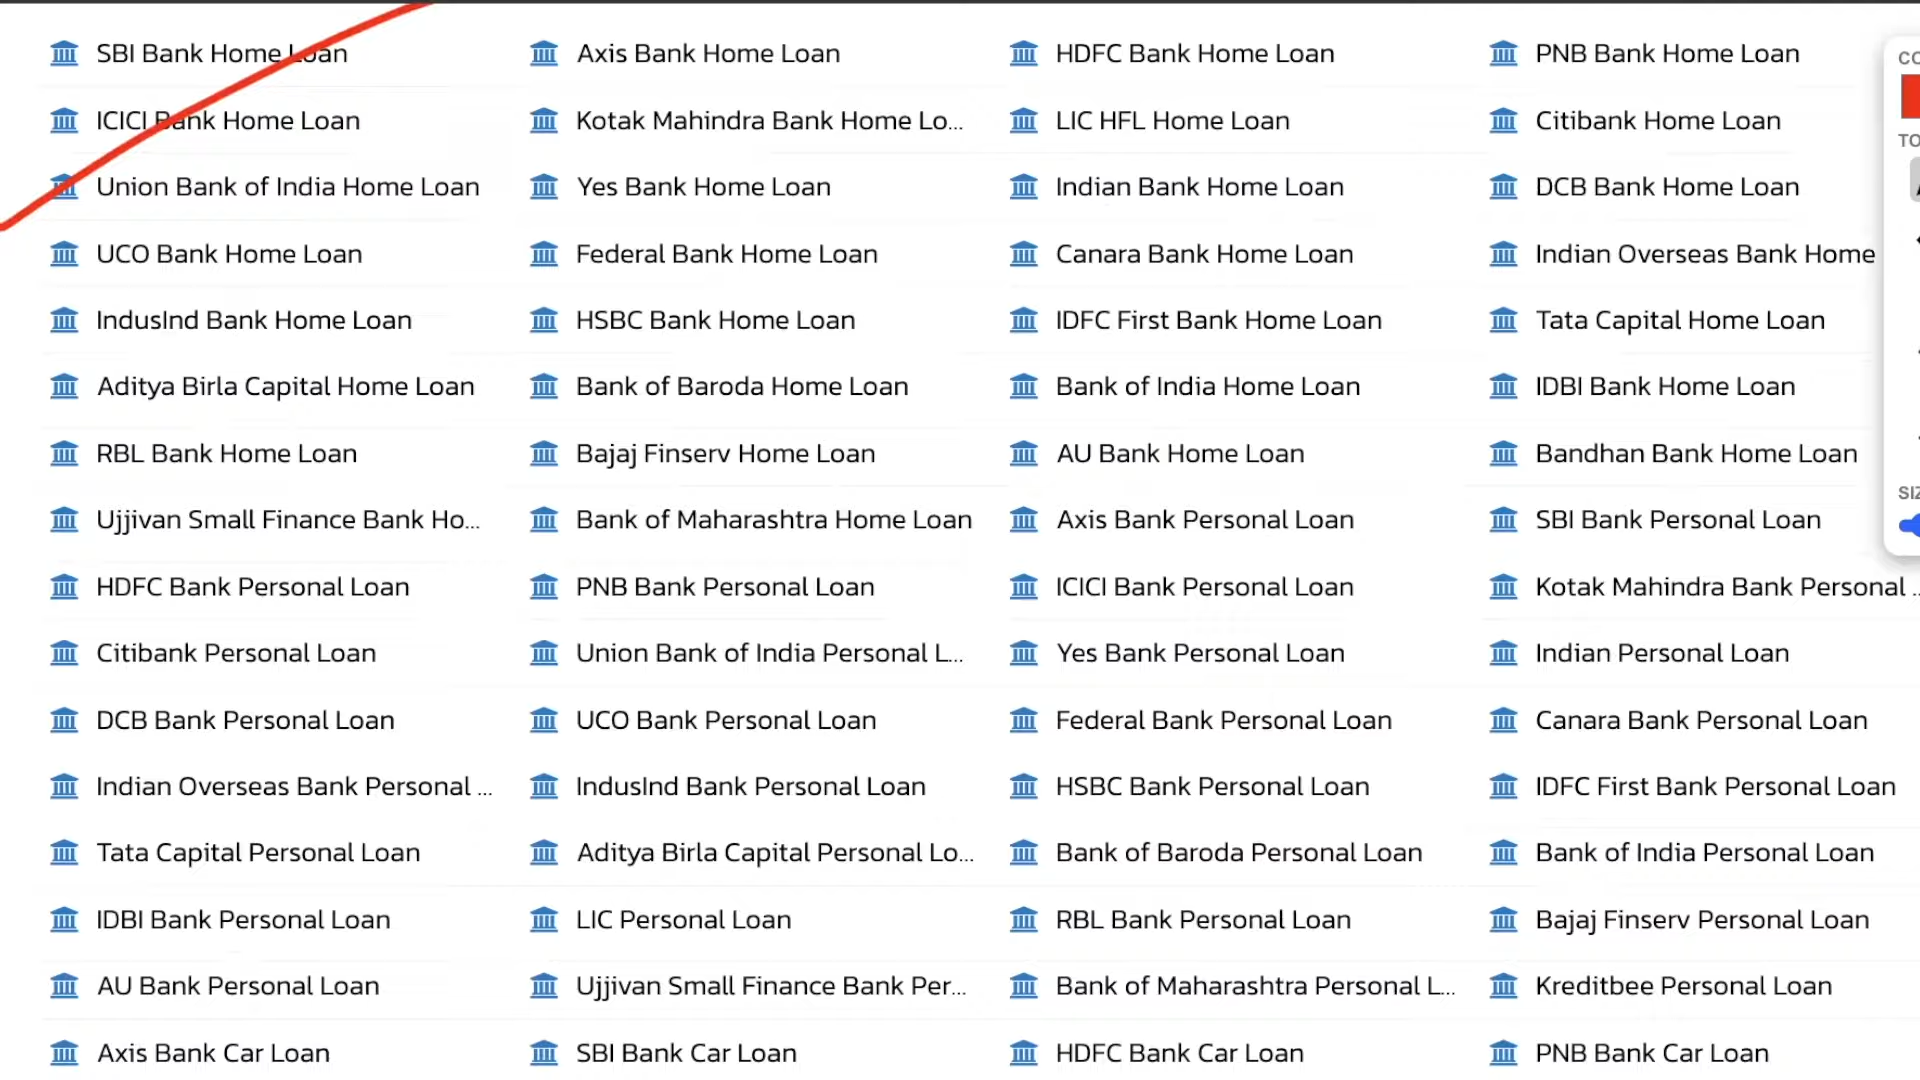 SBI Bank Home Loan
Axis Bank Home Loan
HDFC Bank Home Loan
PNB Bank Home Loan
ICICI Bank Home Loan
Kotak Mahindra Bank Home Lo...
LIC HFL Home Loan
Citibank Home Loan
Union Bank of India Home Loan
Yes Bank Home Loan
Indian Bank Home Loan
DCB Bank Home Loan
UCO Bank Home Loan
Federal Bank Home Loan
Canara Bank Home Loan
Indian Overseas Bank Home
IndusInd Bank Home Loan
HSBC Bank Home Loan
IDFC First Bank Home Loan
Tata Capital Home Loan
Aditya Birla Capital Home Loan
Bank of Baroda Home Loan
Bank of India Home Loan
IDBI Bank Home Loan
RBL Bank Home Loan
Bajaj Finserv Home Loan
AU Bank Home Loan
Bandhan Bank Home Loan
Ujjivan Small Finance Bank Ho...
Bank of Maharashtra Home Loan
Axis Bank Personal Loan
SBI Bank Personal Loan
HDFC Bank Personal Loan
PNB Bank Personal Loan
ICICI Bank Personal Loan
Kotak Mahindra Bank Personal ...
Citibank Personal Loan
Union Bank of India Personal L...
Yes Bank Personal Loan
Indian Personal Loan
DCB Bank Personal Loan
UCO Bank Personal Loan
Federal Bank Personal Loan
Canara Bank Personal Loan
Indian Overseas Bank Personal ...
IndusInd Bank Personal Loan
HSBC Bank Personal Loan
IDFC First Bank Personal Loan
Tata Capital Personal Loan
Aditya Birla Capital Personal Lo...
Bank of Baroda Personal Loan
Bank of India Personal Loan
IDBI Bank Personal Loan
LIC Personal Loan
RBL Bank Personal Loan
Bajaj Finserv Personal Loan
AU Bank Personal Loan
Ujjivan Small Finance Bank Per...
Bank of Maharashtra Personal L...
Kreditbee Personal Loan
Axis Bank Car Loan
SBI Bank Car Loan
HDFC Bank Car Loan
PNB Bank Car Loan